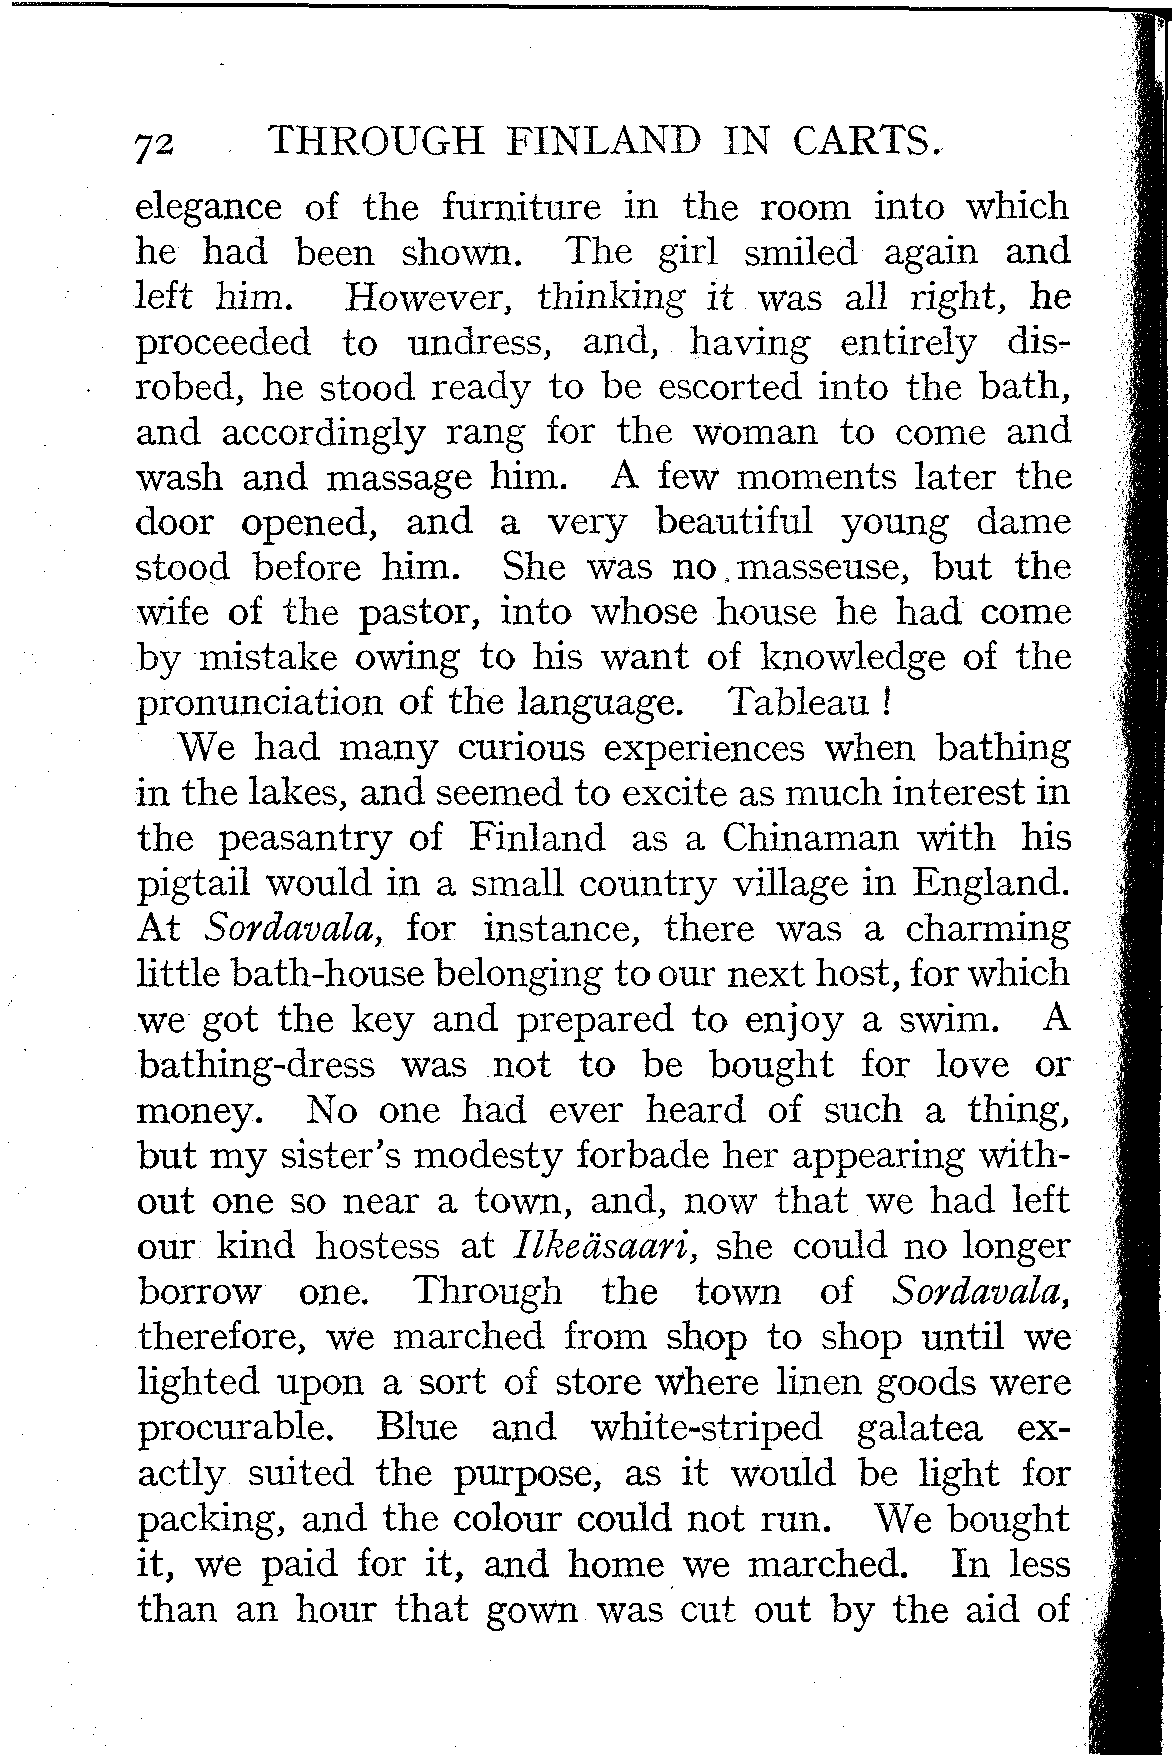 72 THROUGH FINLAND IN CARTS.
elegance of the furniture in the room into which
he had been shown. The girl smiled again and
left him. However, thinking it was all right, he
proceeded to undress, and, having entirely dis-
robed, he stood ready to be escorted into the bath,
and accordingly rang for the woman to come and
wash and massage him. A few moments later the
door opened, and a very beautiful young dame
stood before him. She was no masseuse, but the
wife of the pastor, into whose house he had come
by mistake owing to his want of knowledge of the
pronunciation of the language. Tableau !
We had many curious experiences when bathing
in the lakes, and seemed to excite as much interest in
the peasantry of Finland as a Chinaman with his
pigtail would in a small country village in England.
At Sordavala, for instance, there was a charming
little bath-house belonging to our next host, for which
we got the key and prepared to enjoy a swim. A
bathing-dress was not to be bought for love or
money. No one had ever heard of such a thing,
but my sister's modesty forbade her appearing with-
out one so near a town, and, now that we had left
our kind hostess at Ilkeäsaari, she could no longer
borrow one. Through the town of Sordavala,
therefore, we marched from shop to shop until we
lighted upon a sort of store where linen goods were
procurable. Blue and white-striped galatea ex-
actly suited the purpose, as it would be light for
packing, and the colour could not run. We bought
it, we paid for it, and home we marched. In less
than an hour that gown was cut out by the aid of